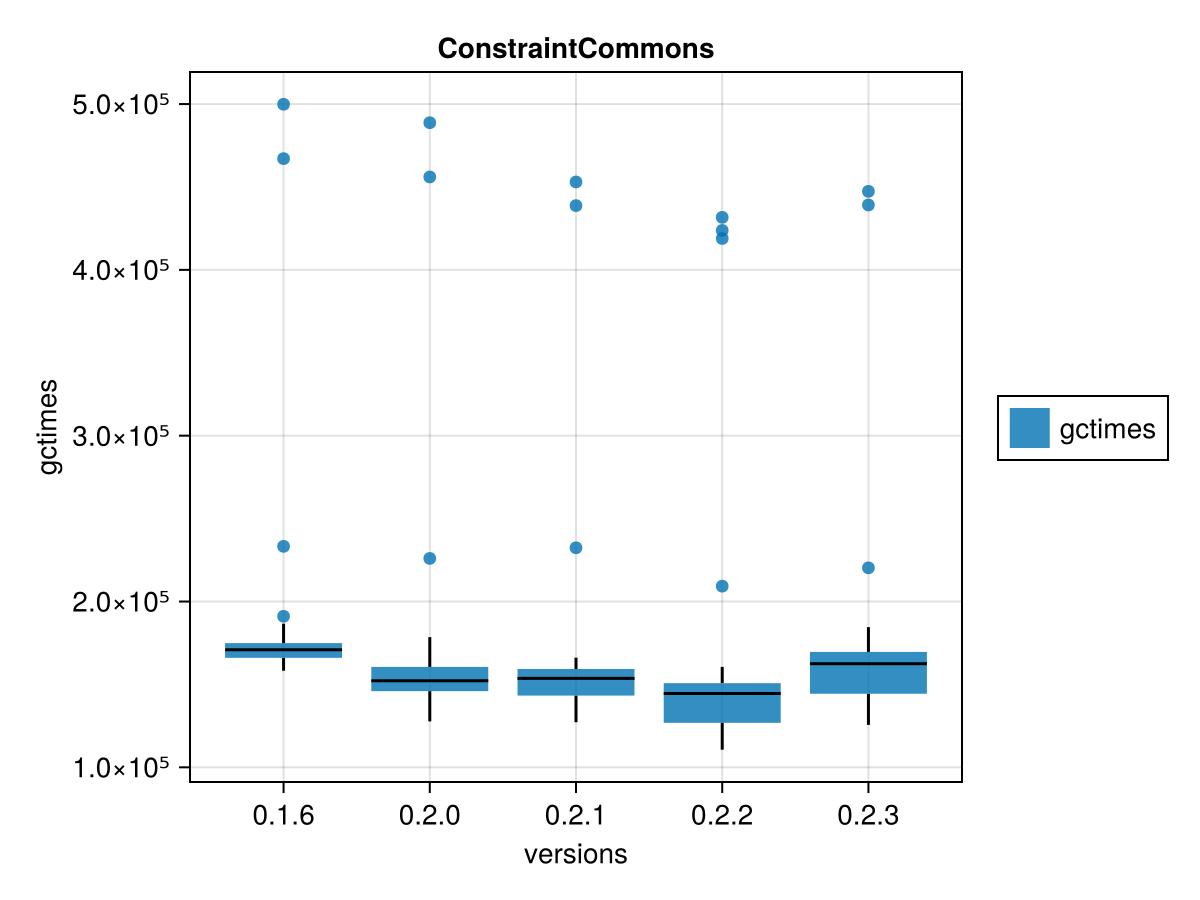 ConstraintCommons
5.0×10⁵
4.0×10⁵
3.0×10⁵
2.0×10⁵
1.0×10⁵
gctimes
gctimes
0.1.6 0.2.0 0.2.1 0.2.2 0.2.3
versions